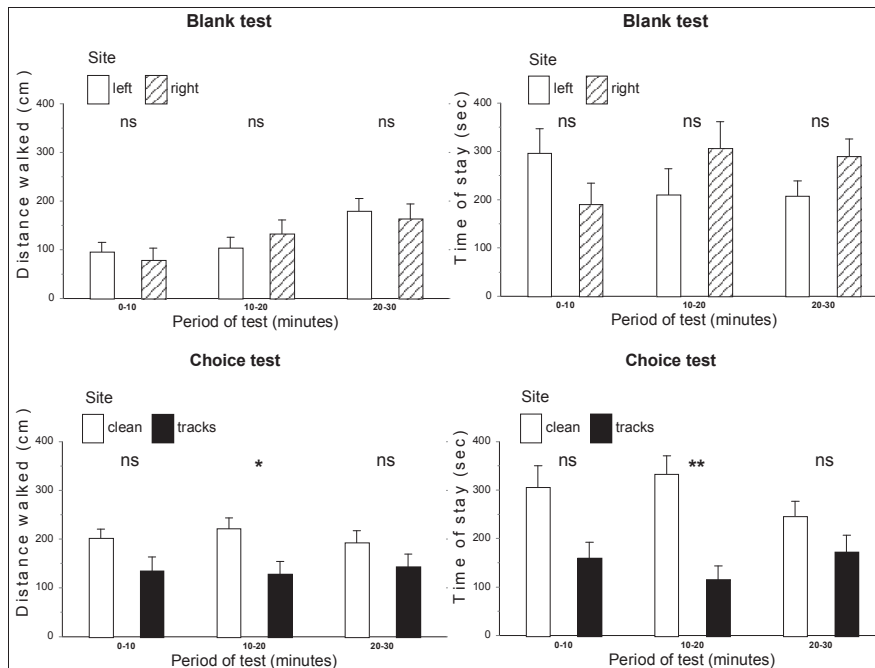 Blank test
Site
left right
Distance walked (cm)
400
300
200
100
0
ns ns ns
0-10 10-20 20-30
Period of test (minutes)
Blank test
Site
left right
Time of stay (sec)
400
300
200
100
0
ns ns ns
0-10 10-20 20-30
Period of test (minutes)
Choice test
Site
clean tracks
Distance walked (cm)
400
300
200
100
0
ns * ns
0-10 10-20 20-30
Period of test (minutes)
Choice test
Site
clean tracks
Time of stay (sec)
400
300
200
100
0
ns ** ns
0-10 10-20 20-30
Period of test (minutes)